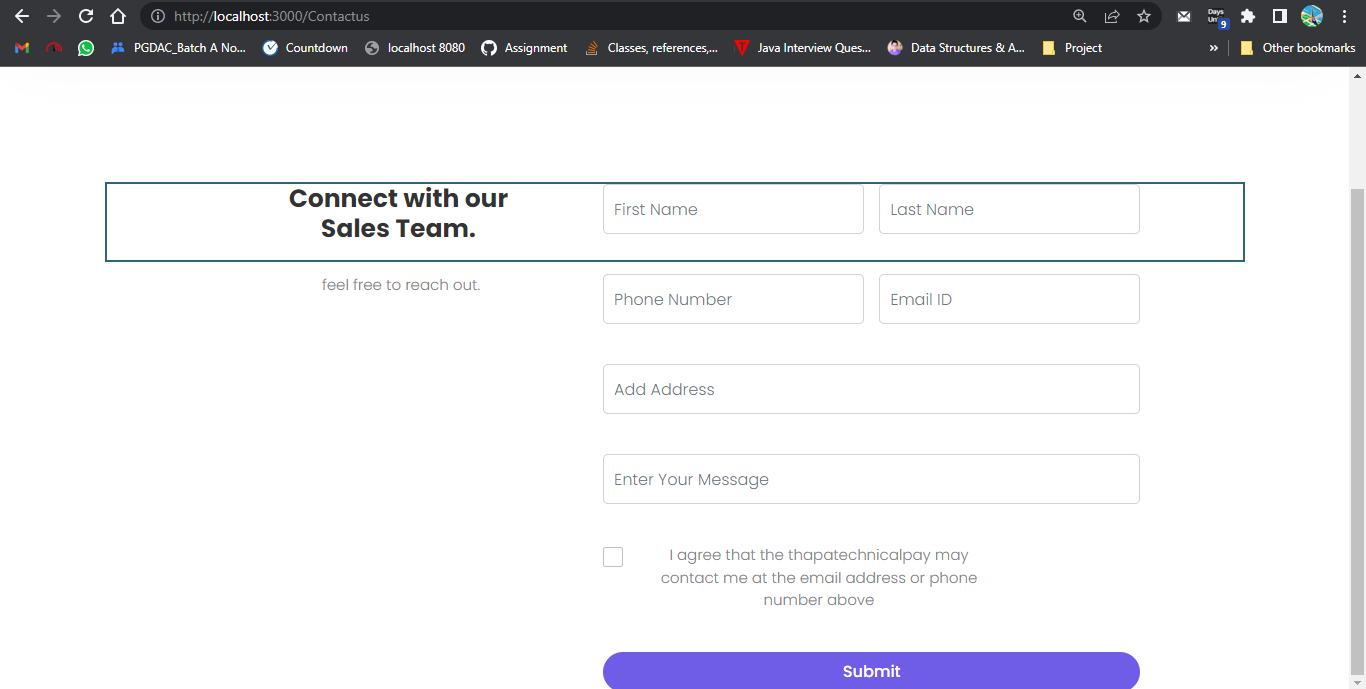 http://localhost:3000/Contactus
Days
9
PGDAC_Batch A No...
Countdown
localhost 8080
Assignment
Classes, references,...
Java Interview Ques...
Data Structures & A...
Project
»
Other bookmarks
Connect with our
Sales Team.
feel free to reach out.
First Name
Last Name
Phone Number
Email ID
Add Address
Enter Your Message
I agree that the thapatechnicalpay may
contact me at the email address or phone
number above
Submit